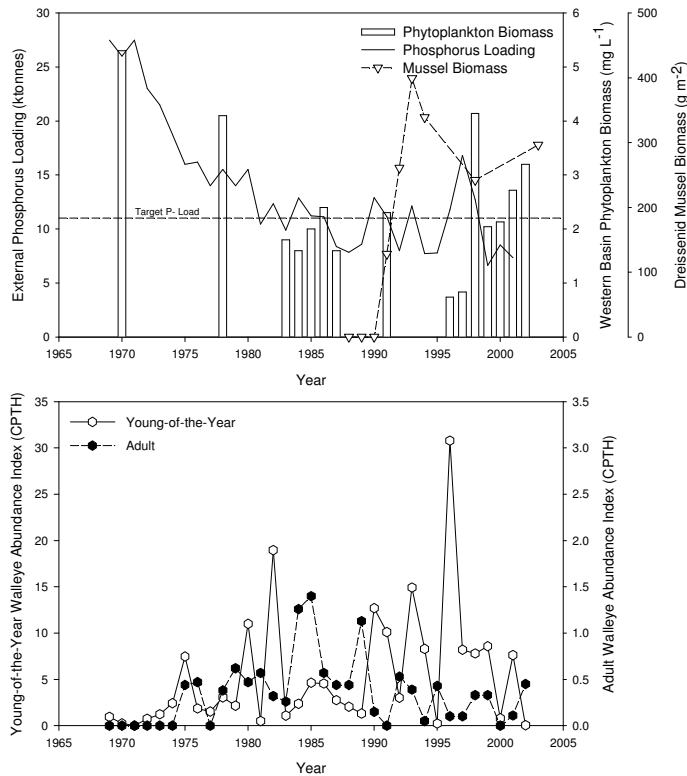 30
25
20
15
10
5
0
External Phosphorus Loading (ktonnes)
Phytoplankton Biomass
Phosphorus Loading
Mussel Biomass
Target P- Load
6
5
4
3
2
1
0
Western Basin Phytoplankton Biomass (mg L-1)
500
400
300
200
100
0
Dreissenid Mussel Biomass (g m-2)
1965 1970 1975 1980 1985 1990 1995 2000 2005
Year
35
30
25
20
15
10
5
0
Young-of-the-Year Walleye Abundance Index (CPTH)
Young-of-the-Year
Adult
3.5
3.0
2.5
2.0
1.5
1.0
0.5
0.0
Adult Walleye Abundance Index (CPTH)
1965 1970 1975 1980 1985 1990 1995 2000 2005
Year